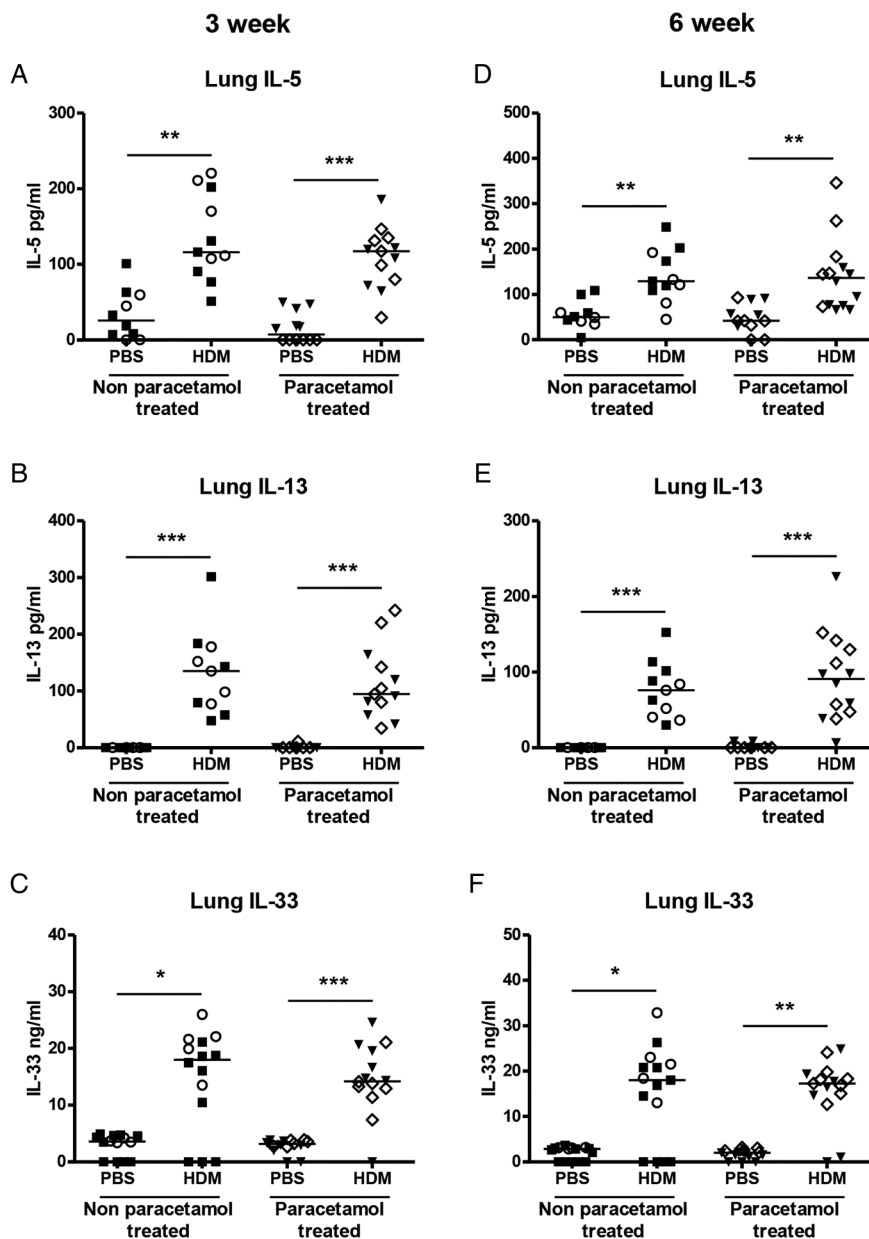 3 week
6 week
A
Lung IL-5
IL-5 pg/ml
300
200
100
0
**
***
PBS
HDM
PBS
HDM
Non paracetamol
treated
Paracetamol
treated
D
Lung IL-5
IL-5 pg/ml
500
400
300
200
100
0
**
**
PBS
HDM
PBS
HDM
Non paracetamol
treated
Paracetamol
treated
B
Lung IL-13
IL-13 pg/ml
400
300
200
100
0
***
***
PBS
HDM
PBS
HDM
Non paracetamol
treated
Paracetamol
treated
E
Lung IL-13
IL-13 pg/ml
300
200
100
0
***
***
PBS
HDM
PBS
HDM
Non paracetamol
treated
Paracetamol
treated
C
Lung IL-33
IL-33 ng/ml
40
30
20
10
0
*
***
PBS
HDM
PBS
HDM
Non paracetamol
treated
Paracetamol
treated
F
Lung IL-33
IL-33 ng/ml
50
40
30
20
10
0
*
**
PBS
HDM
PBS
HDM
Non paracetamol
treated
Paracetamol
treated